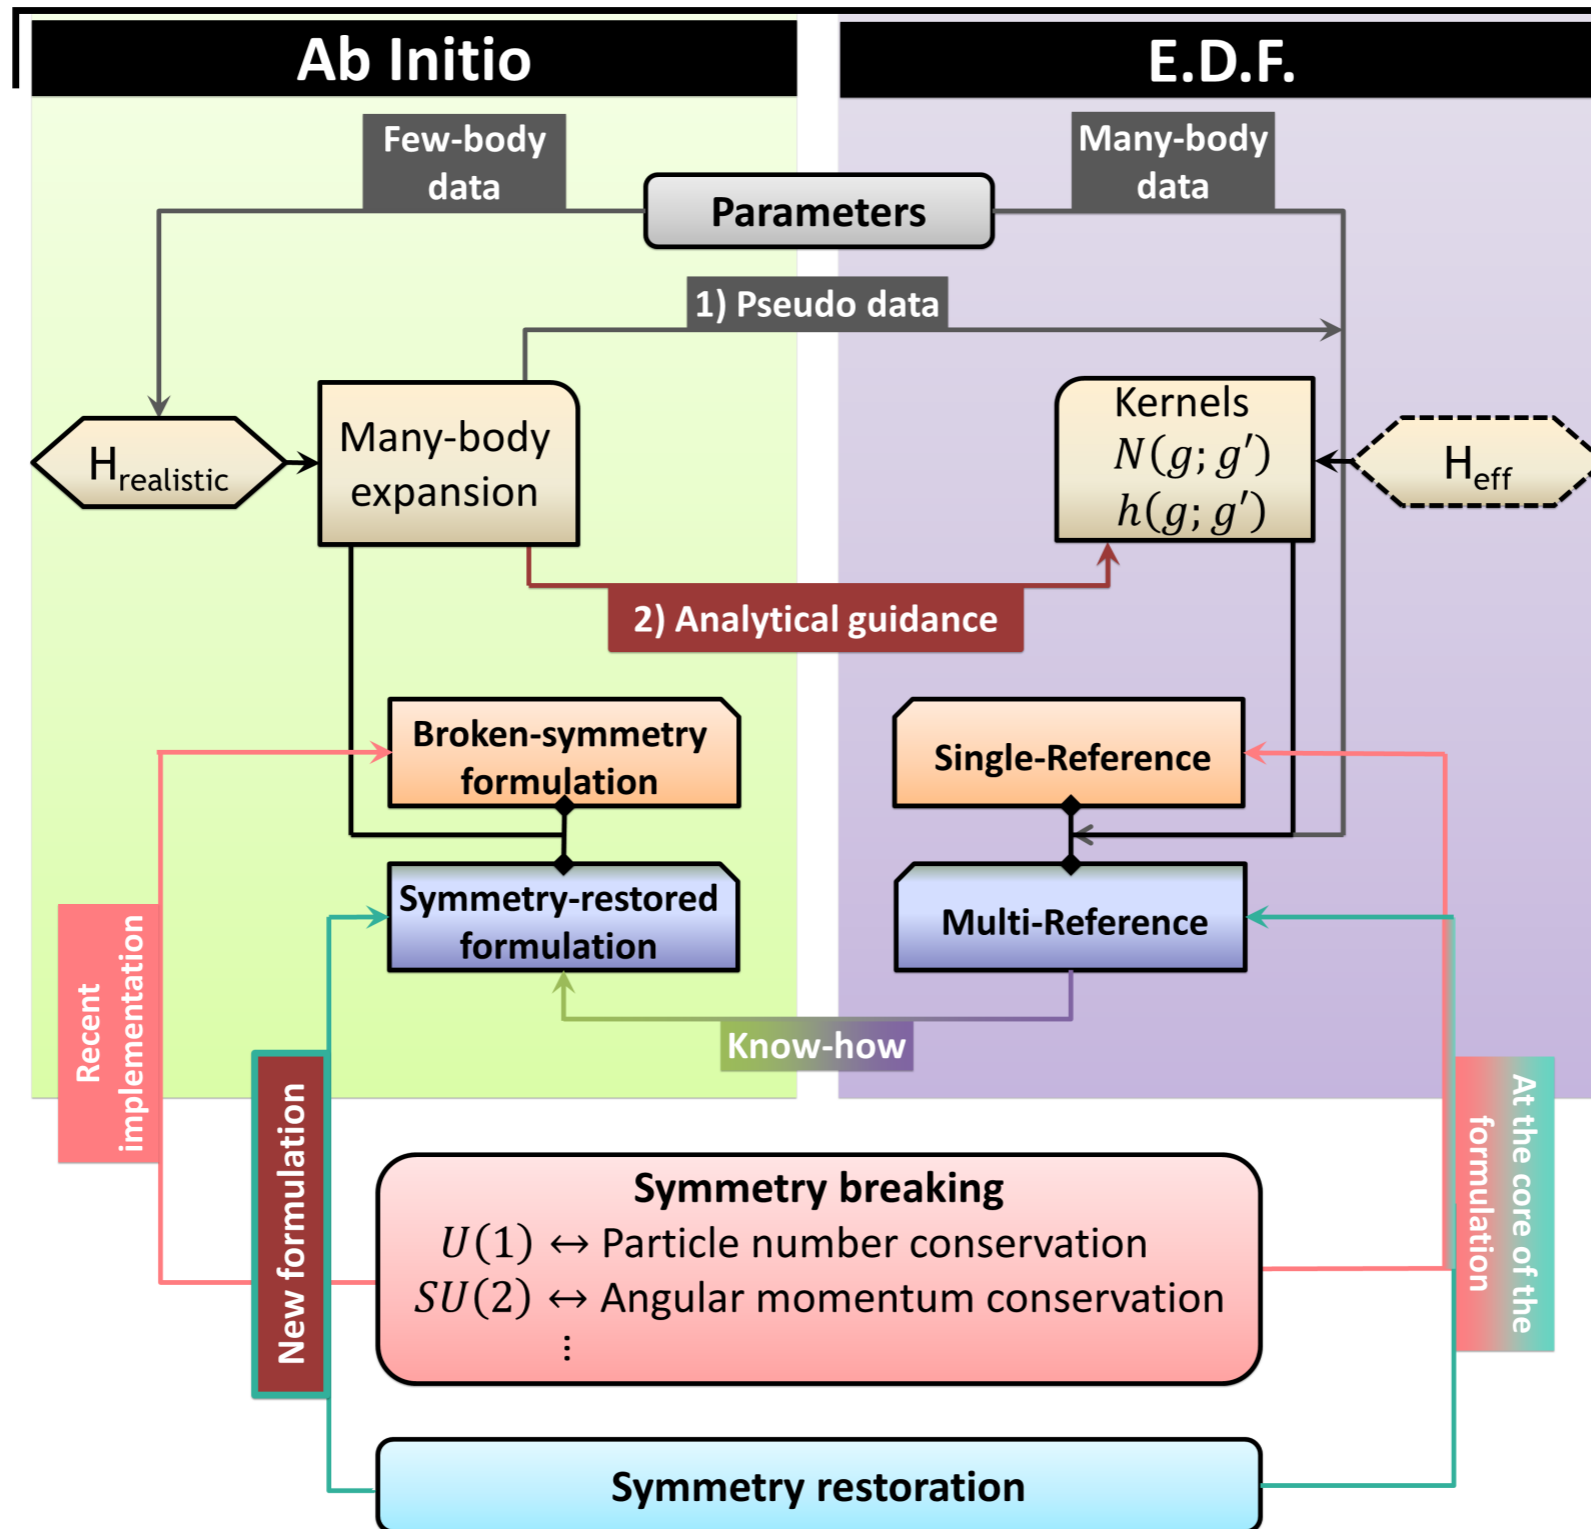 Ab Initio
E.D.F.
Few-body
data
Many-body
data
Parameters
1) Pseudo data
H_realistic
Many-body
expansion
Kernels
N(g; g′)
h(g; g′)
H_eff
2) Analytical guidance
Broken-symmetry
formulation
Single-Reference
Symmetry-restored
formulation
Multi-Reference
Know-how
Recent
implementation
New formulation
At the core of the
formulation
Symmetry breaking
U(1) ↔ Particle number conservation
SU(2) ↔ Angular momentum conservation
⋮
Symmetry restoration